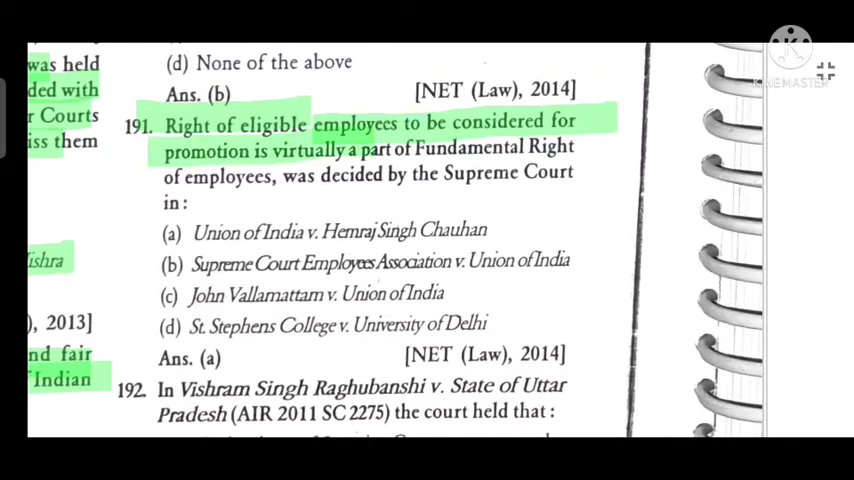 was held
ded with
r Courts
iss them
ishra
), 2013]
nd fair
Indian
(d) None of the above
Ans. (b) [NET (Law), 2014]
191. Right of eligible employees to be considered for
promotion is virtually a part of Fundamental Right
of employees, was decided by the Supreme Court
in:
(a) Union of India v. Hemraj Singh Chauhan
(b) Supreme Court Employees Association v. Union of India
(c) John Vallamattam v. Union of India
(d) St. Stephens College v. University of Delhi
Ans. (a) [NET (Law), 2014]
192. In Vishram Singh Raghubanshi v. State of Uttar
Pradesh (AIR 2011 SC 2275) the court held that :
KINEMASTER